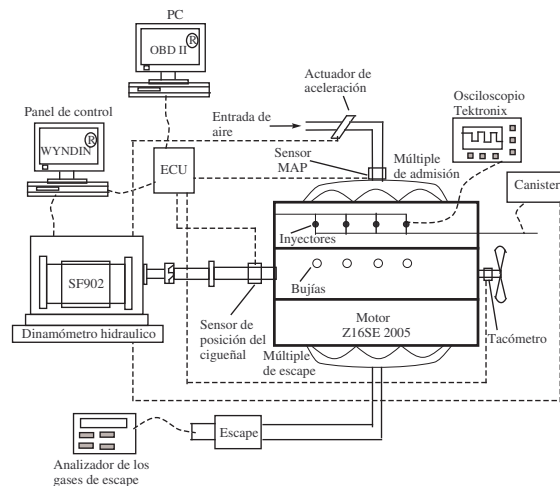 PC
OBD II
®
Panel de control
WYNDIN
®
ECU
Actuador de
aceleración
Entrada de
aire
Sensor
MAP
Múltiple
de admisión
Osciloscopio
Tektronix
Canister
Inyectores
Bujías
SF902
Dinamómetro hidraulico
Sensor de
posición del
cigueñal
Motor
Z16SE 2005
Tacómetro
Múltiple
de escape
Escape
Analizador de los
gases de escape